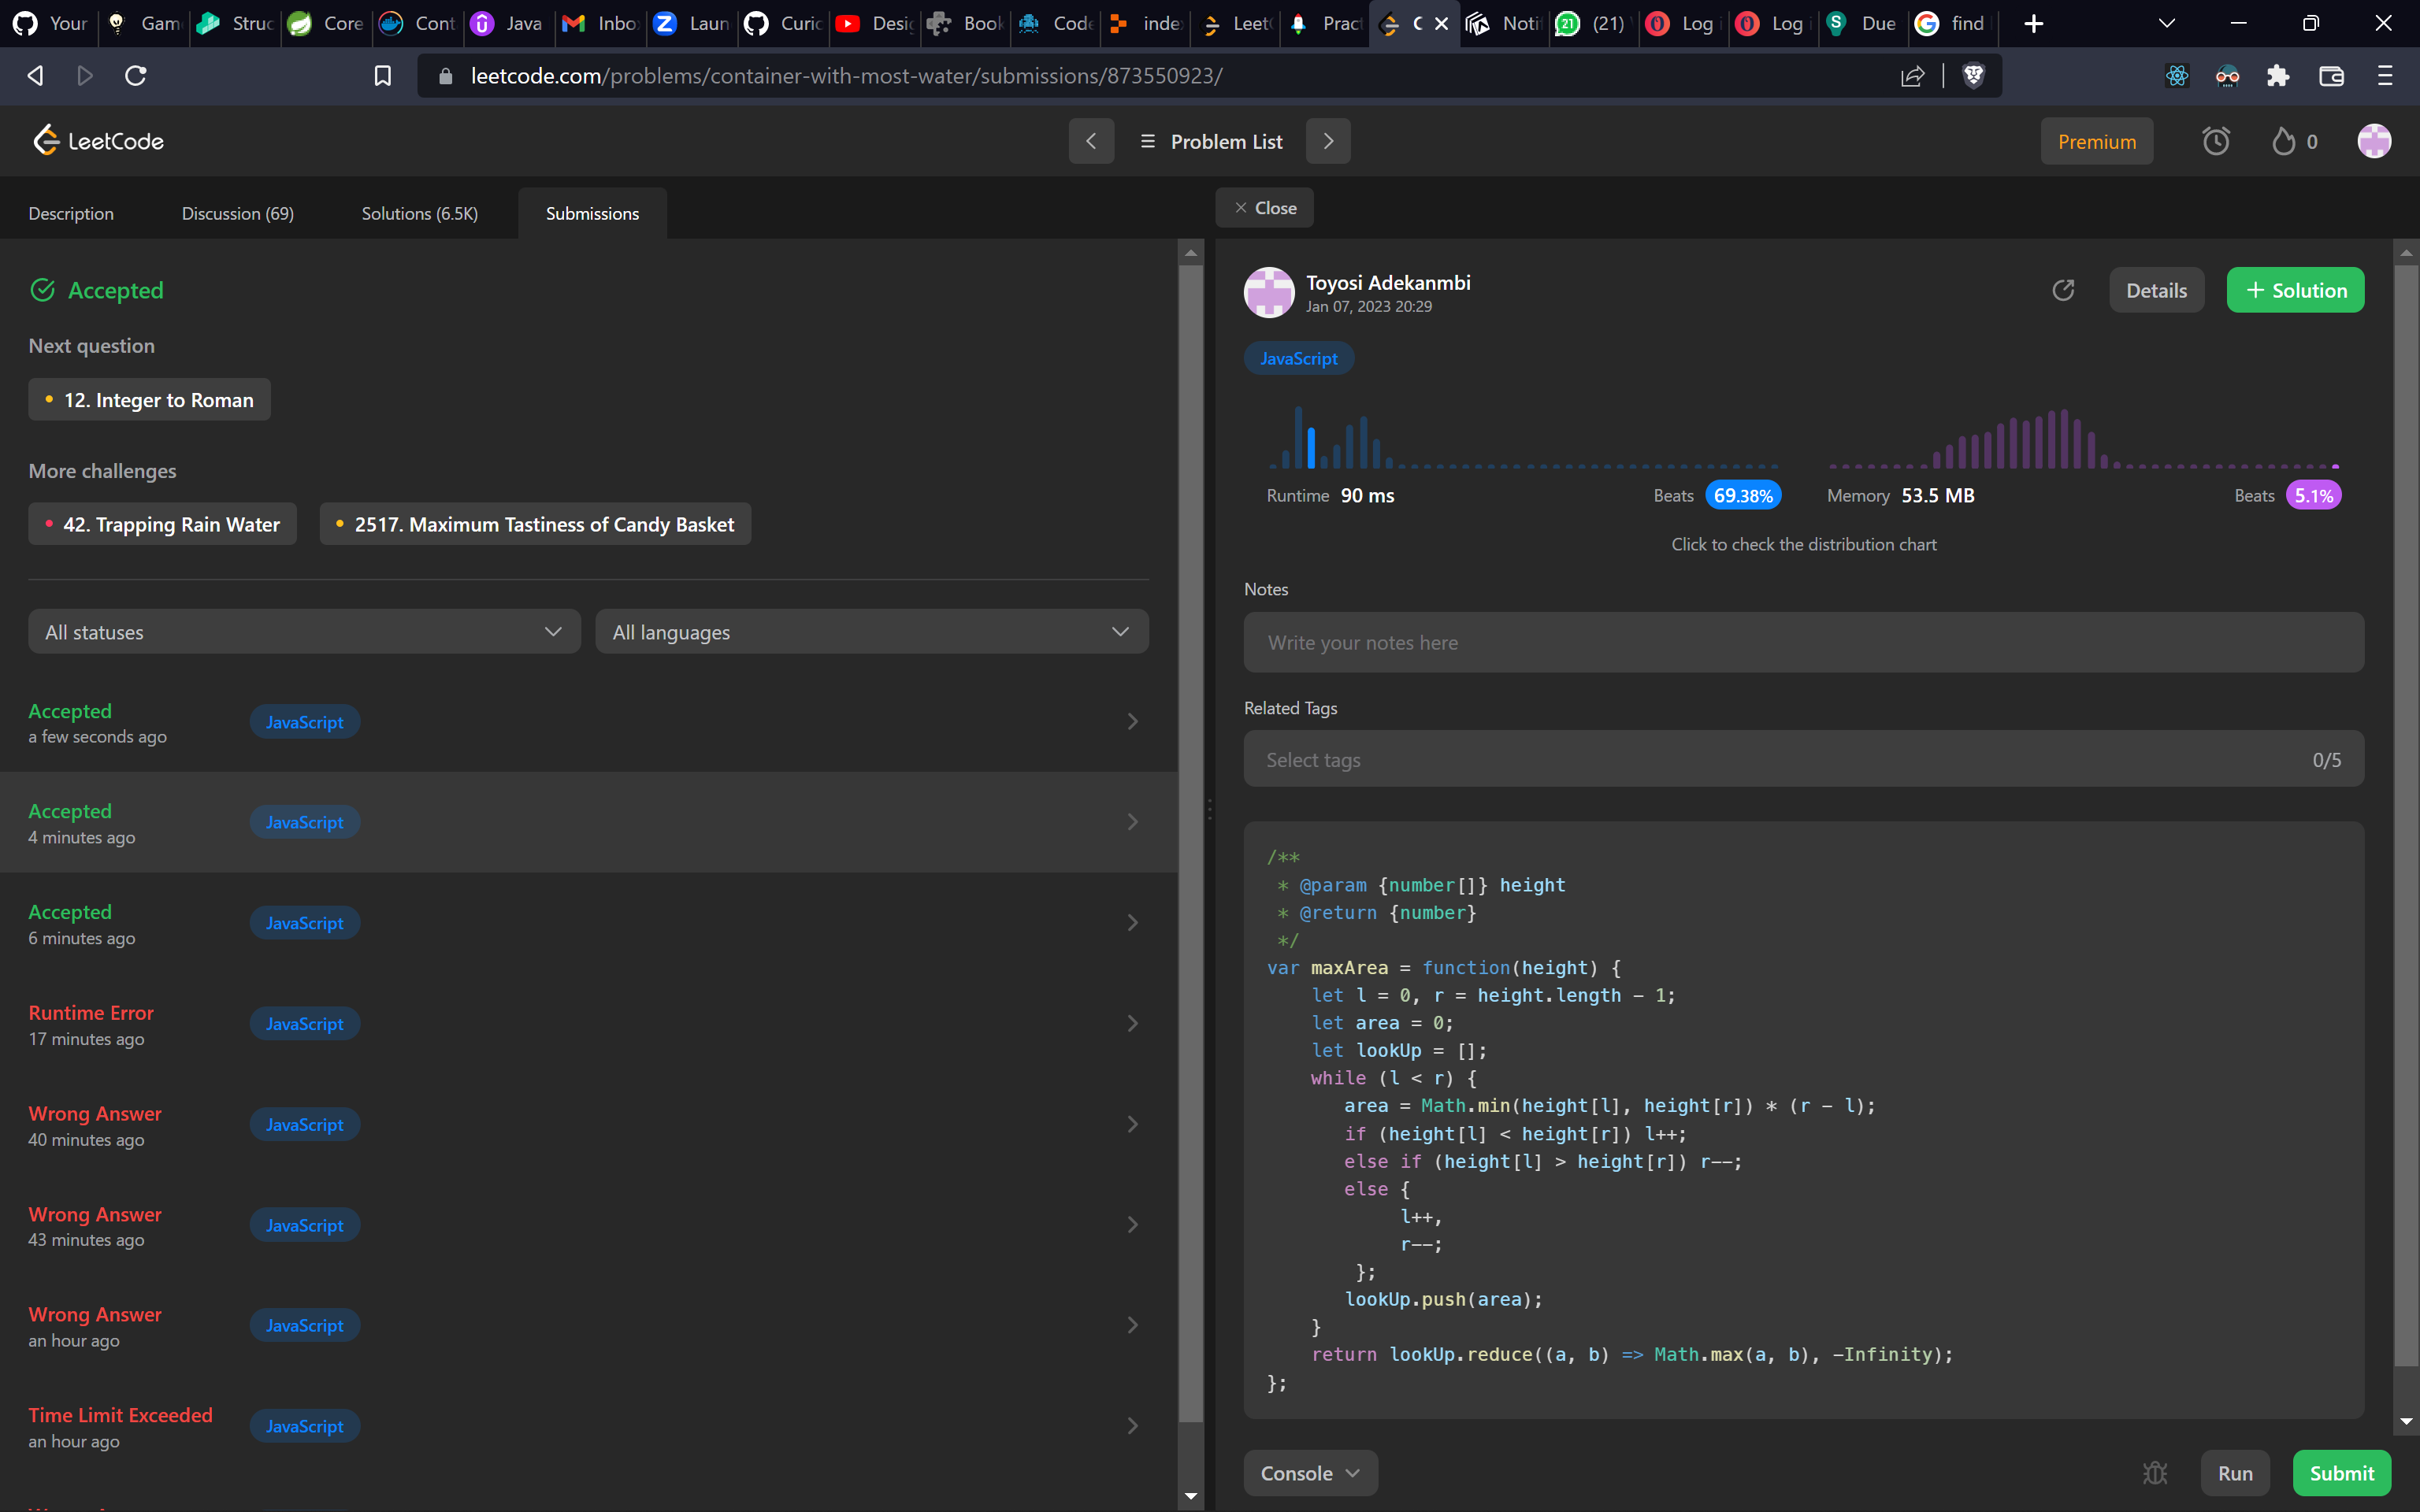 Your
Gam
Struc
Core
Cont
Java
Inbo
Laun
Curic
Desig
Book
Code
inde
Leet
Pract
C
Noti
(21)
Log i
Log i
Due
find
leetcode.com/problems/container-with-most-water/submissions/873550923/
LeetCode
Problem List
Premium
0
Description
Discussion (69)
Solutions (6.5K)
Submissions
Close
Accepted
Next question
12. Integer to Roman
More challenges
42. Trapping Rain Water
2517. Maximum Tastiness of Candy Basket
All statuses
All languages
Accepted
a few seconds ago
JavaScript
Accepted
4 minutes ago
JavaScript
Accepted
6 minutes ago
JavaScript
Runtime Error
17 minutes ago
JavaScript
Wrong Answer
40 minutes ago
JavaScript
Wrong Answer
43 minutes ago
JavaScript
Wrong Answer
an hour ago
JavaScript
Time Limit Exceeded
an hour ago
JavaScript
Toyosi Adekanmbi
Jan 07, 2023 20:29
Details
+ Solution
JavaScript
Runtime 90 ms
Beats 69.38%
Memory 53.5 MB
Beats 5.1%
Click to check the distribution chart
Notes
Write your notes here
Related Tags
Select tags
0/5
/**
 * @param {number[]} height
 * @return {number}
 */
var maxArea = function(height) {
    let l = 0, r = height.length - 1;
    let area = 0;
    let lookUp = [];
    while (l < r) {
       area = Math.min(height[l], height[r]) * (r - l);
       if (height[l] < height[r]) l++;
       else if (height[l] > height[r]) r--;
       else {
            l++,
            r--;
        };
       lookUp.push(area);
    }
    return lookUp.reduce((a, b) => Math.max(a, b), -Infinity);
};
Console
Run
Submit